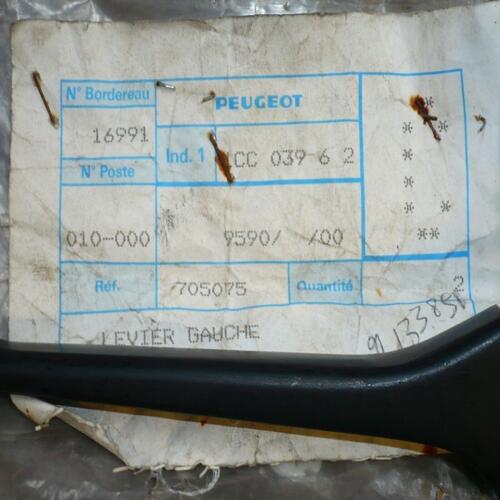 N° Bordereau
PEUGEOT
16991
Ind. 1
CC 039 6 2
N° Poste
010-000
9590/ /00
Réf.
705075
Quantité
2
LEVIER GAUCHE